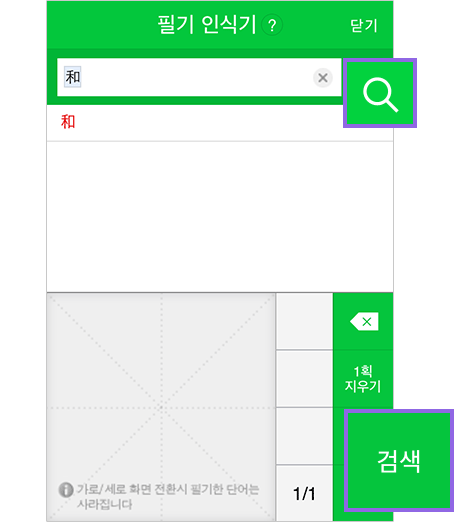 필기 인식기 ?
닫기
和
和
1획
지우기
검색
1/1
가로/세로 화면 전환시 필기한 단어는
사라집니다